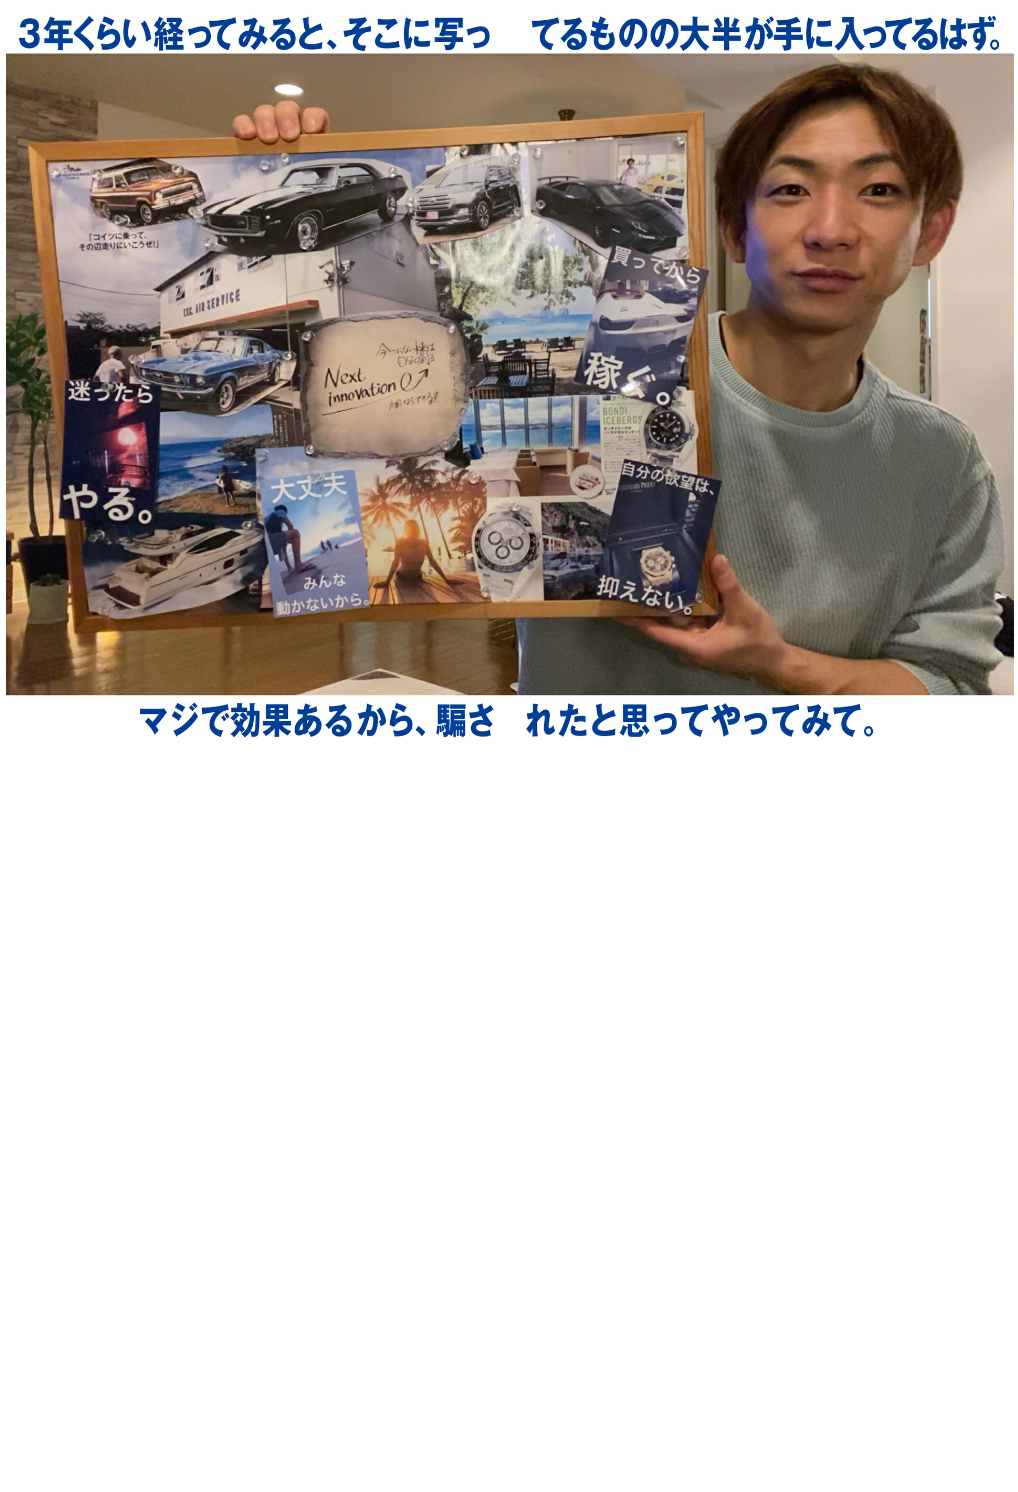 3年くらい経ってみると、そこに写っ てるものの大半が手に入ってるはず。
「コイツに乗って、
その辺走りにいこうぜ!」
買ってから
稼ぐ。
AIR SERVICE
Next
innovation
迷ったら
やる。
BONDI
ICEBERGS
自分の欲望は、
抑えない。
大丈夫
みんな
動かないから。
マジで効果あるから、騙さ れたと思ってやってみて。